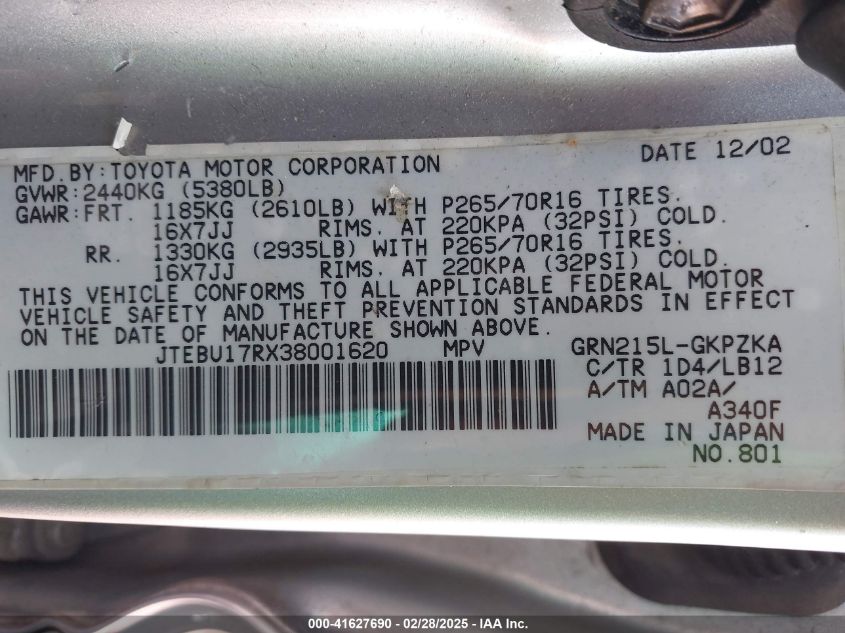 MFD.BY:TOYOTA MOTOR CORPORATION DATE 12/02
GVWR:2440KG (5380LB)
GAWR:FRT. 1185KG (2610LB) WITH P265/70R16 TIRES.
16X7JJ RIMS. AT 220KPA (32PSI) COLD.
RR. 1330KG (2935LB) WITH P265/70R16 TIRES.
16X7JJ RIMS. AT 220KPA (32PSI) COLD.
THIS VEHICLE CONFORMS TO ALL APPLICABLE FEDERAL MOTOR
VEHICLE SAFETY AND THEFT PREVENTION STANDARDS IN EFFECT
ON THE DATE OF MANUFACTURE SHOWN ABOVE.
JTEBU17RX38001620 MPV GRN215L-GKPZKA
C/TR 1D4/LB12
A/TM A02A/
A340F
MADE IN JAPAN
NO.801
000-41627690 / 02/28/2025 - IAA Inc.